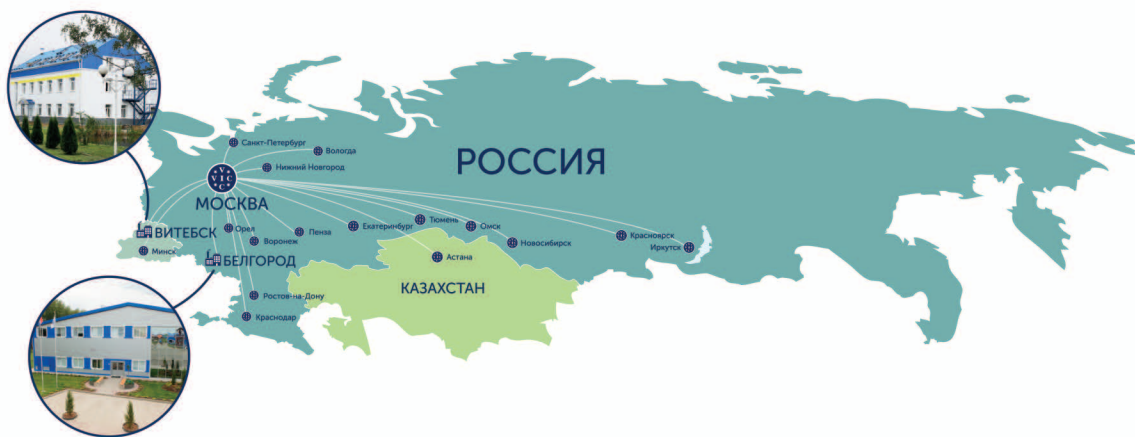 Санкт-Петербург
Вологда
Нижний Новгород
РОССИЯ
V
VIC
C
МОСКВА
ВИТЕБСК
Минск
Орел
Воронеж
Пенза
Екатеринбург
Тюмень
Омск
Новосибирск
Красноярск
Иркутск
БЕЛГОРОД
Астана
КАЗАХСТАН
Ростов-на-Дону
Краснодар